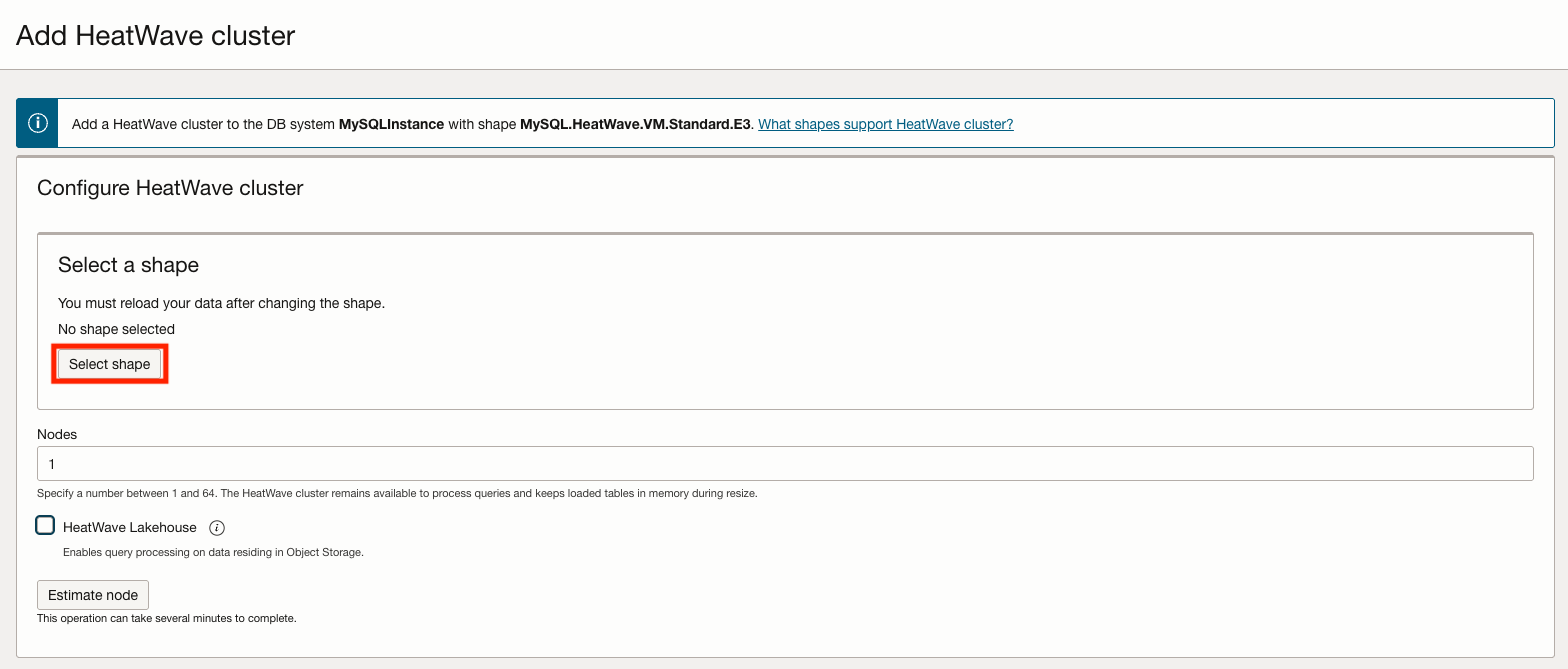 Add HeatWave cluster
Add a HeatWave cluster to the DB system MySQLInstance with shape MySQL.HeatWave.VM.Standard.E3. What shapes support HeatWave cluster?
Configure HeatWave cluster
Select a shape
You must reload your data after changing the shape.
No shape selected
Select shape
Nodes
1
Specify a number between 1 and 64. The HeatWave cluster remains available to process queries and keeps loaded tables in memory during resize.
HeatWave Lakehouse
Enables query processing on data residing in Object Storage.
Estimate node
This operation can take several minutes to complete.